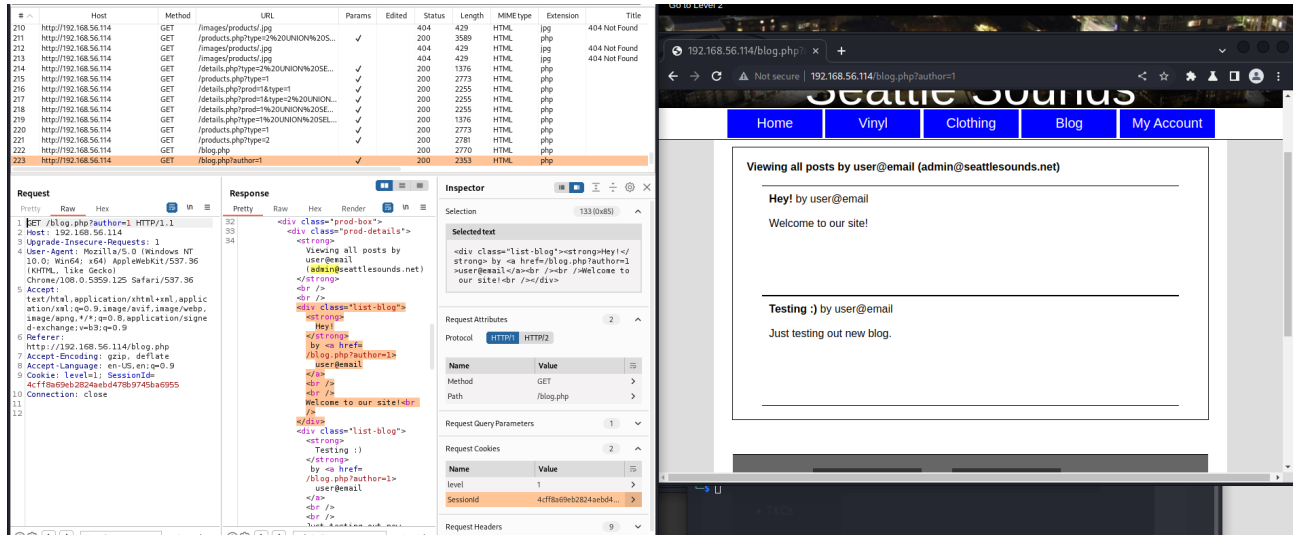 # Host Method URL Params Edited Status Length MIME type Extension Title
210 http://192.168.56.114 GET /images/products/.jpg 404 429 HTML jpg 404 Not Found
211 http://192.168.56.114 GET /products.php?type=2%20UNION%20S... ✓ 200 3589 HTML php
212 http://192.168.56.114 GET /images/products/.jpg 404 429 HTML jpg 404 Not Found
213 http://192.168.56.114 GET /images/products/.jpg 404 429 HTML jpg 404 Not Found
214 http://192.168.56.114 GET /details.php?type=2%20UNION%20SE... ✓ 200 1376 HTML php
215 http://192.168.56.114 GET /products.php?type=1 ✓ 200 2773 HTML php
216 http://192.168.56.114 GET /details.php?prod=1&type=1 ✓ 200 2255 HTML php
217 http://192.168.56.114 GET /details.php?prod=1&type=2%20UNION... ✓ 200 2255 HTML php
218 http://192.168.56.114 GET /details.php?prod=1%20UNION%20SE... ✓ 200 2255 HTML php
219 http://192.168.56.114 GET /details.php?type=1%20UNION%20SEL... ✓ 200 1376 HTML php
220 http://192.168.56.114 GET /products.php?type=1 ✓ 200 2773 HTML php
221 http://192.168.56.114 GET /products.php?type=2 ✓ 200 2781 HTML php
222 http://192.168.56.114 GET /blog.php 200 2770 HTML php
223 http://192.168.56.114 GET /blog.php?author=1 ✓ 200 2353 HTML php
Request
Pretty Raw Hex \n
1 GET /blog.php?author=1 HTTP/1.1
2 Host: 192.168.56.114
3 Upgrade-Insecure-Requests: 1
4 User-Agent: Mozilla/5.0 (Windows NT
10.0; Win64; x64) AppleWebKit/537.36
(KHTML, like Gecko)
Chrome/108.0.5359.125 Safari/537.36
5 Accept:
text/html,application/xhtml+xml,applic
ation/xml;q=0.9,image/avif,image/webp,
image/apng,*/*;q=0.8,application/signe
d-exchange;v=b3;q=0.9
6 Referer:
http://192.168.56.114/blog.php
7 Accept-Encoding: gzip, deflate
8 Accept-Language: en-US,en;q=0.9
9 Cookie: level=1; SessionId=
4cff8a69eb2824aebd478b9745ba6955
10 Connection: close
11
12
Response
Pretty Raw Hex Render \n
32 <div class="prod-box">
33 <div class="prod-details">
34 <strong>
Viewing all posts by
user@email
(admin@seattlesounds.net)
</strong>
<br />
<br />
<div class="list-blog">
<strong>
Hey!
</strong>
by <a href=
/blog.php?author=1>
user@email
</a>
<br />
<br />
Welcome to our site!<br
/>
</div>
<div class="list-blog">
<strong>
Testing :)
</strong>
by <a href=
/blog.php?author=1>
user@email
</a>
<br />
<br />
Just testing out new
Inspector
Selection 133 (0x85)
Selected text
<div class="list-blog"><strong>Hey!</
strong> by <a href=/blog.php?author=1
>user@email</a><br /><br />Welcome to
our site!<br /></div>
Request Attributes 2
Protocol HTTP/1 HTTP/2
Name Value
Method GET
Path /blog.php
Request Query Parameters 1
Request Cookies 2
Name Value
level 1
SessionId 4cff8a69eb2824aebd4...
Request Headers 9
Go to Level 2
192.168.56.114/blog.php?
Not secure 192.168.56.114/blog.php?author=1
Seattle Sounds
Home Vinyl Clothing Blog My Account
Viewing all posts by user@email (admin@seattlesounds.net)
Hey! by user@email
Welcome to our site!
Testing :) by user@email
Just testing out new blog.